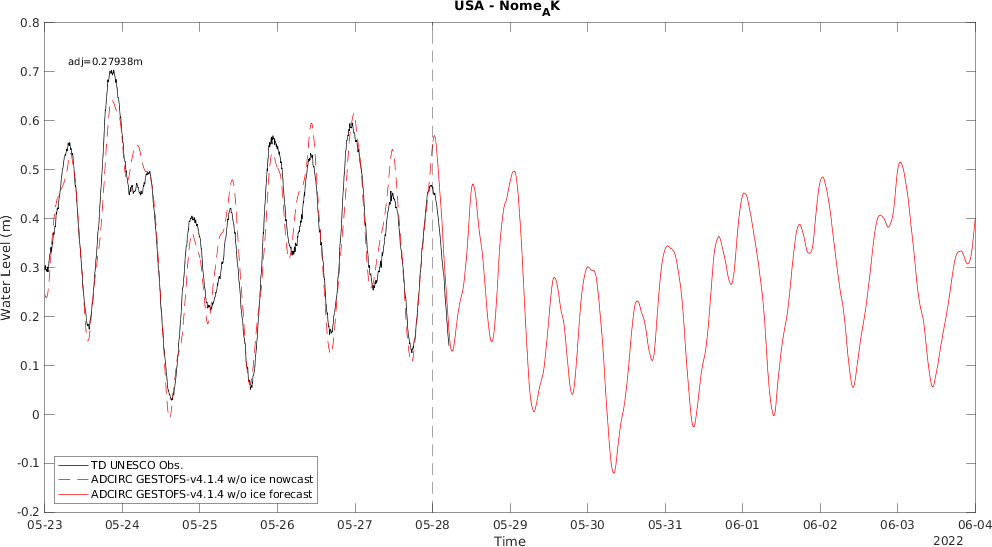 USA - Nome_AK
0.8
0.7
0.6
0.5
0.4
0.3
0.2
0.1
0
-0.1
-0.2
Water Level (m)
adj=0.27938m
TD UNESCO Obs.
ADCIRC GESTOFS-v4.1.4 w/o ice nowcast
ADCIRC GESTOFS-v4.1.4 w/o ice forecast
05-23 05-24 05-25 05-26 05-27 05-28 05-29 05-30 05-31 06-01 06-02 06-03 06-04
Time
2022